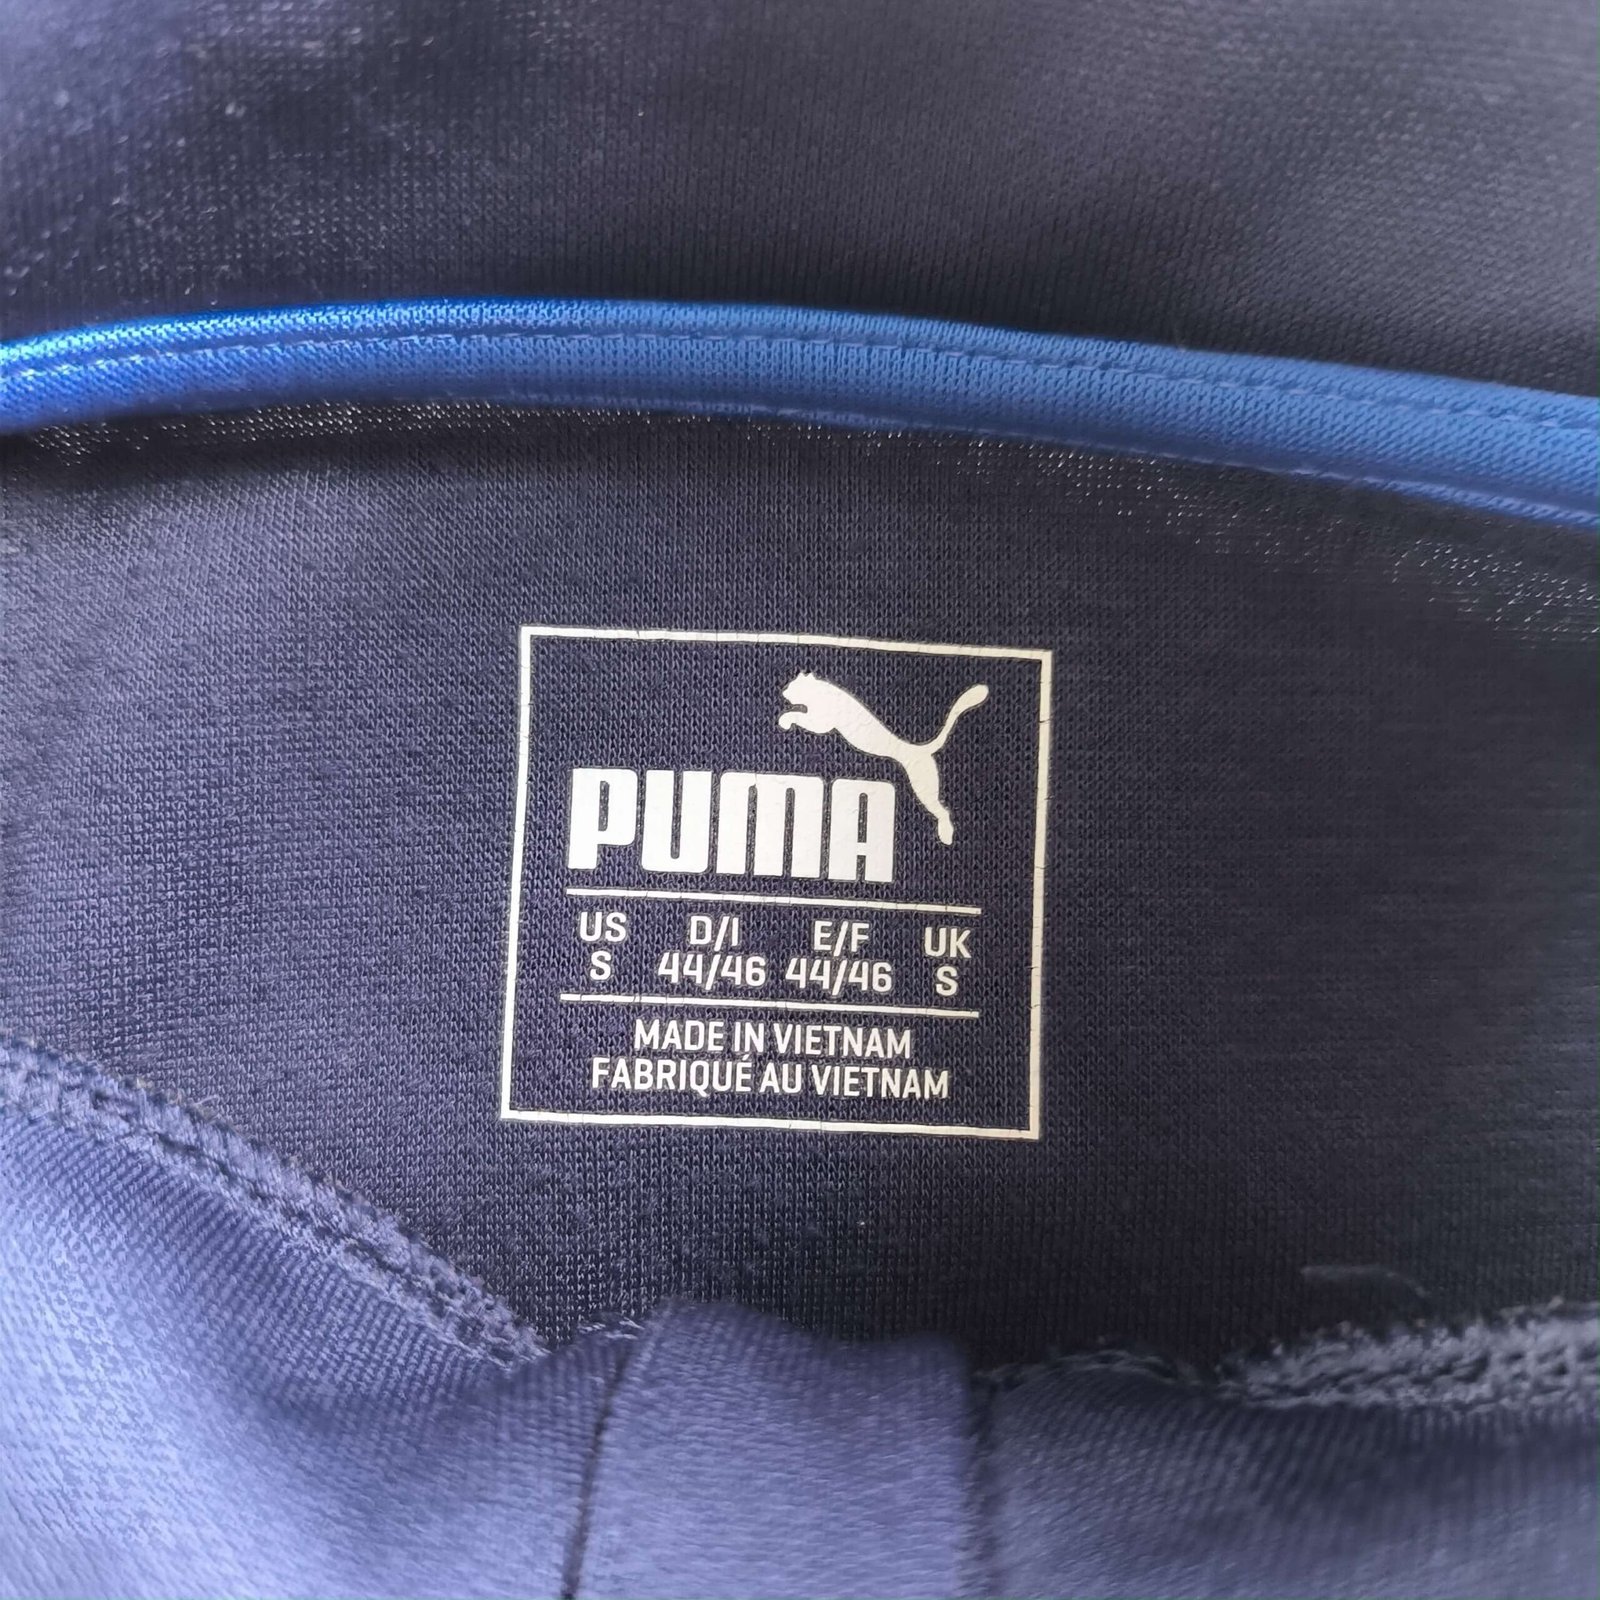 PUMA
US D/I E/F UK
S 44/46 44/46 S
MADE IN VIETNAM
FABRIQUÉ AU VIETNAM